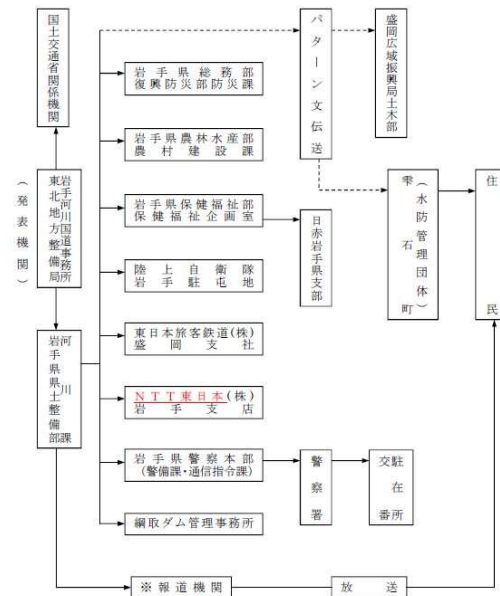 国土交通省関係機関
(発表機関)
東北地方整備局
岩手河川国道事務所
岩手県県土整備部
河川課
岩手県総務部
復興防災部防災課
岩手県農林水産部
農村建設課
岩手県保健福祉部
保健福祉企画室
陸上自衛隊
岩手駐屯地
東日本旅客鉄道(株)
盛岡支社
NTT東日本(株)
岩手支店
岩手県警察本部
(警備課・通信指令課)
綱取ダム管理事務所
※報道機関
パターン文伝送
日赤岩手県支部
警察署
放送
盛岡広域振興局土木部
雫石町
(水防管理団体)
交番
駐在所
住民